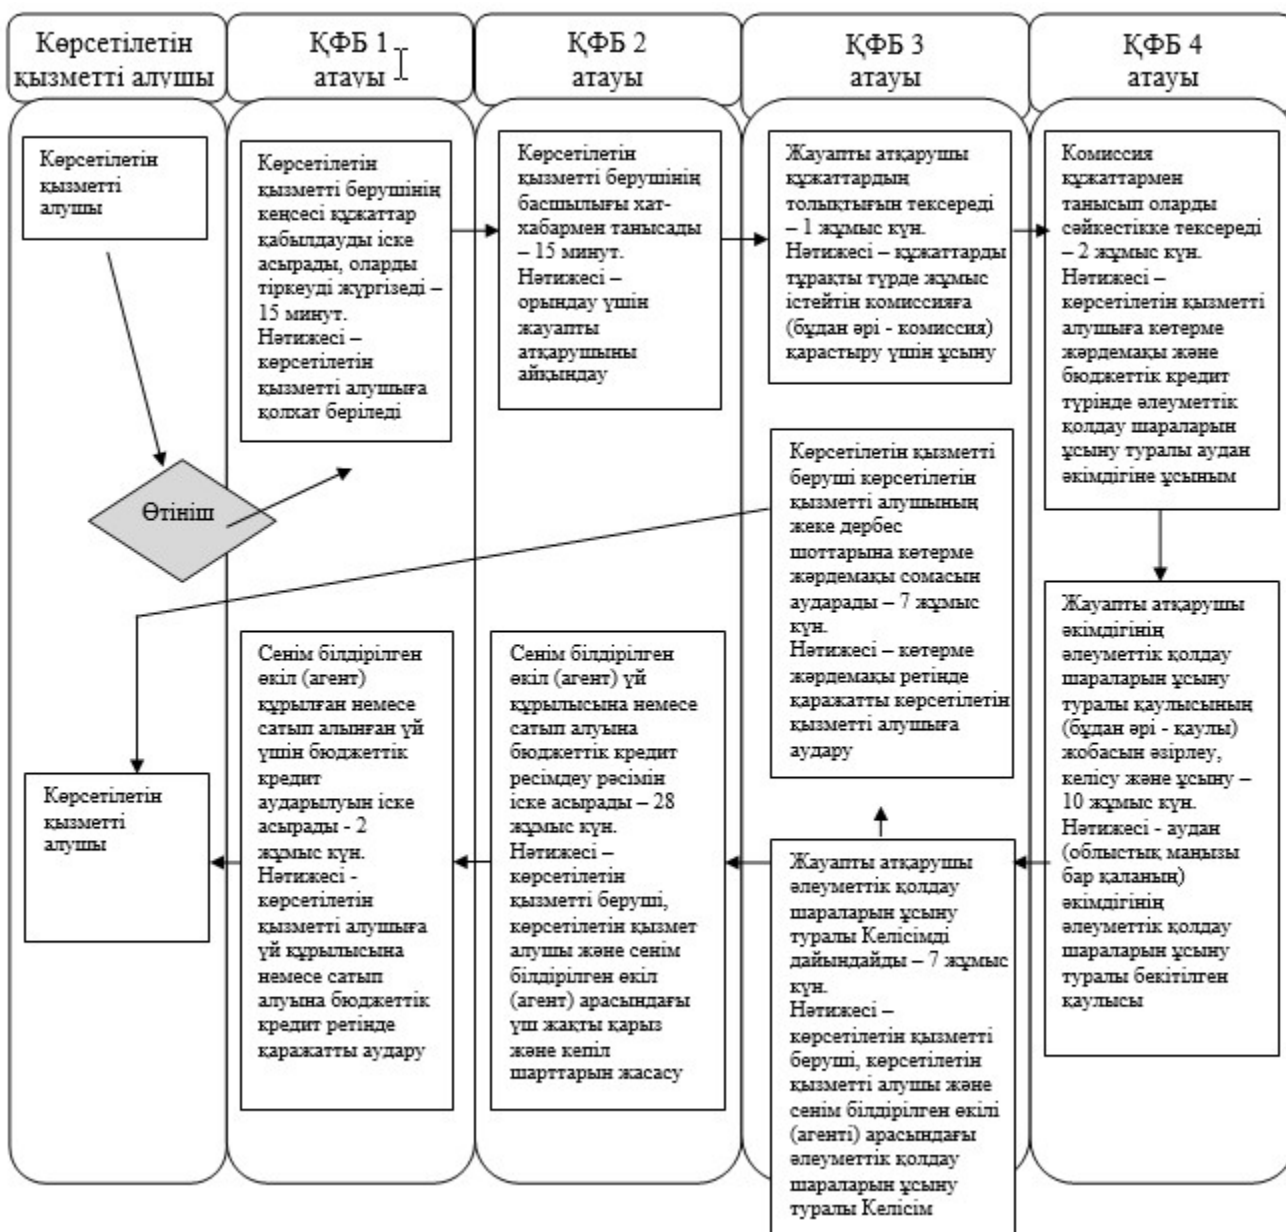 Көрсетілетін
қызметті алушы
ҚФБ 1
атауы
ҚФБ 2
атауы
ҚФБ 3
атауы
ҚФБ 4
атауы
Көрсетілетін
қызметті
алушы
Өтініш
Көрсетілетін
қызметті берушінің
кеңсесі құжаттар
қабылдауды іске
асырады, оларды
тіркеуді жүргізеді –
15 минут.
Нәтижесі –
көрсетілетін
қызметті алушыға
қолхат беріледі
Көрсетілетін
қызметті берушінің
басшылығы хат-
хабармен танысады
– 15 минут.
Нәтижесі –
орындау үшін
жауапты
атқарушыны
айқындау
Жауапты атқарушы
құжаттардың
толықтығын тексереді
– 1 жұмыс күн.
Нәтижесі – құжаттарды
тұрақты түрде жұмыс
істейтін комиссияға
(бұдан әрі - комиссия)
қарастыру үшін ұсыну
Комиссия
құжаттармен
танысып оларды
сәйкестікке тексереді
– 2 жұмыс күн.
Нәтижесі –
көрсетілетін қызметті
алушыға көтерме
жәрдемақы және
бюджеттік кредит
түрінде әлеуметтік
қолдау шараларын
ұсыну туралы аудан
әкімдігіне ұсыным
Жауапты атқарушы
әкімдігінің
әлеуметтік қолдау
шараларын ұсыну
туралы қаулысының
(бұдан әрі - қаулы)
жобасын әзірлеу,
келісу және ұсыну –
10 жұмыс күн.
Нәтижесі - аудан
(облыстық маңызы
бар қаланың)
әкімдігінің
әлеуметтік қолдау
шараларын ұсыну
туралы бекітілген
қаулысы
Жауапты атқарушы
әлеуметтік қолдау
шараларын ұсыну
туралы Келісімді
дайындайды – 7 жұмыс
күн.
Нәтижесі –
көрсетілетін қызметті
беруші, көрсетілетін
қызметті алушы және
сенім білдірілген өкілі
(агенті) арасындағы
әлеуметтік қолдау
шараларын ұсыну
туралы Келісім
Көрсетілетін қызметті
беруші көрсетілетін
қызметті алушының
жеке дербес
шоттарына көтерме
жәрдемақы сомасын
аударады – 7 жұмыс
күн.
Нәтижесі – көтерме
жәрдемақы ретінде
қаражатты көрсетілетін
қызметті алушыға
аудару
Сенім білдірілген
өкіл (агент) үй
құрылысына немесе
сатып алуына
бюджеттік кредит
ресімдеу рәсімін
іске асырады – 28
жұмыс күн.
Нәтижесі –
көрсетілетін
қызметті беруші,
көрсетілетін қызмет
алушы және сенім
білдірілген өкіл
(агент) арасындағы
үш жақты қарыз
және кепіл
шарттарын жасасу
Сенім білдірілген
өкіл (агент)
құрылған немесе
сатып алынған үй
үшін бюджеттік
кредит
аударылуын іске
асырады - 2
жұмыс күн.
Нәтижесі -
көрсетілетін
қызметті алушыға
үй құрылысына
немесе сатып
алуына бюджеттік
кредит ретінде
қаражатты аудару
Көрсетілетін
қызметті
алушы